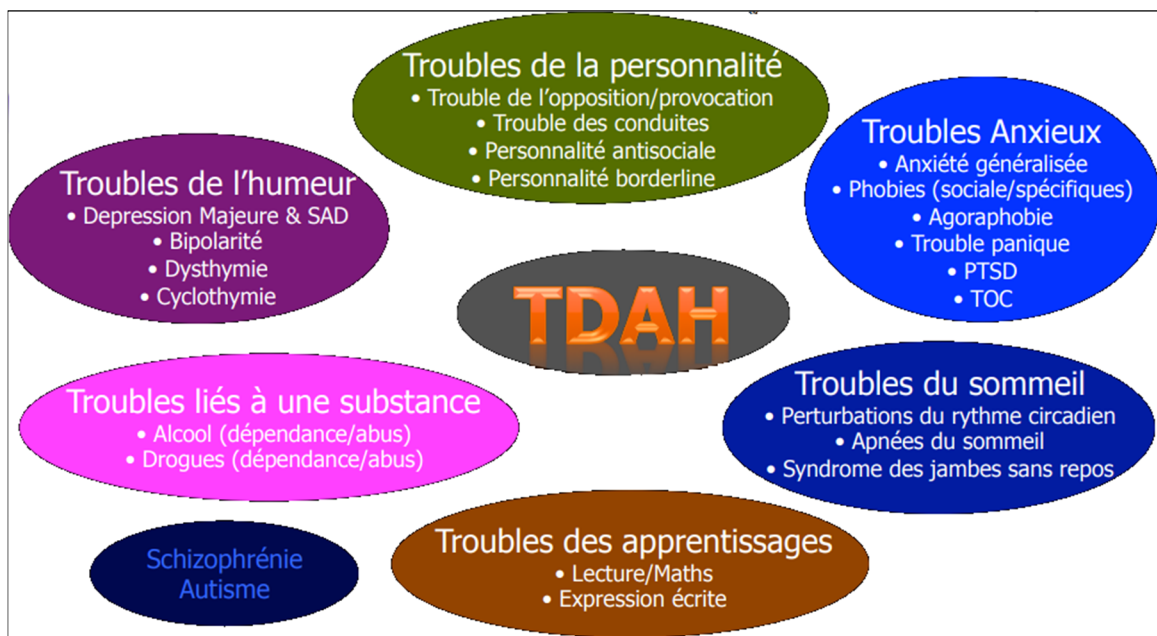 Troubles de la personnalité
• Trouble de l'opposition/provocation
• Trouble des conduites
• Personnalité antisociale
• Personnalité borderline
Troubles Anxieux
• Anxiété généralisée
• Phobies (sociale/spécifiques)
• Agoraphobie
• Trouble panique
• PTSD
• TOC
Troubles de l'humeur
• Depression Majeure & SAD
• Bipolarité
• Dysthymie
• Cyclothymie
TDAH
Troubles liés à une substance
• Alcool (dépendance/abus)
• Drogues (dépendance/abus)
Troubles du sommeil
• Perturbations du rythme circadien
• Apnées du sommeil
• Syndrome des jambes sans repos
Schizophrénie
Autisme
Troubles des apprentissages
• Lecture/Maths
• Expression écrite